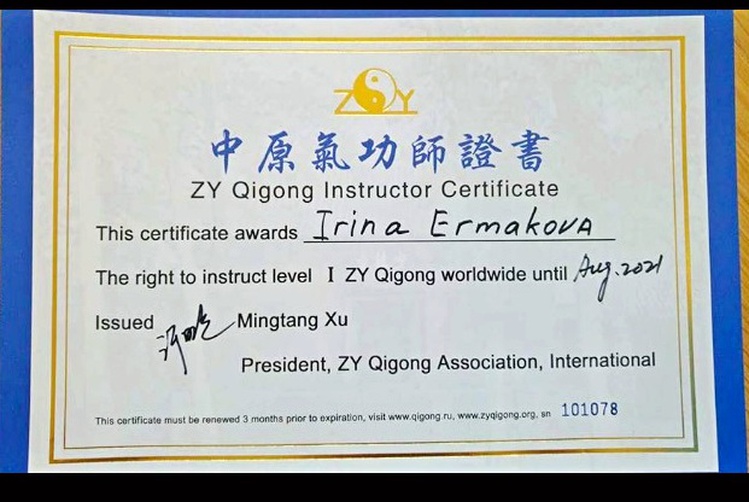 ZY
中原氣功師證書
ZY Qigong Instructor Certificate
This certificate awards Irina Ermakova
The right to instruct level I ZY Qigong worldwide until Aug. 2021
Issued Mingtang Xu
President, ZY Qigong Association, International
This certificate must be renewed 3 months prior to expiration, visit www.qigong.ru, www.zyqigong.org, sn 101078